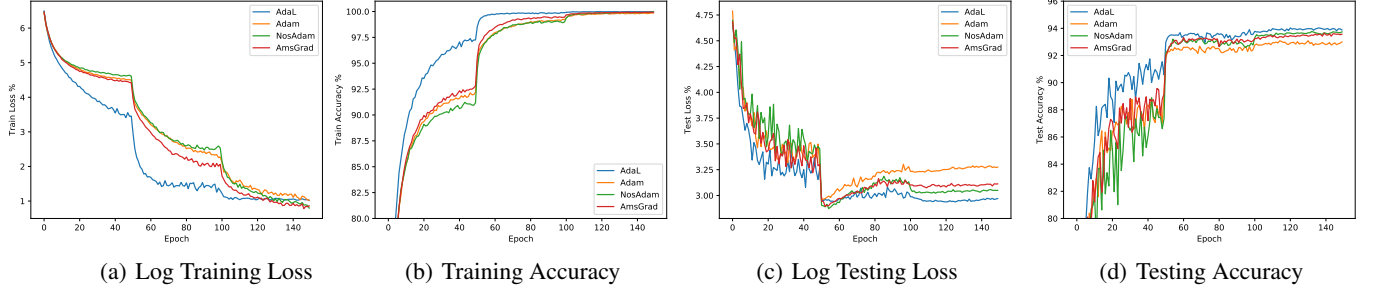 Train Loss %
6
5
4
3
2
1
0
20
40
60
80
100
120
140
Epoch
AdaL
Adam
NosAdam
AmsGrad
(a) Log Training Loss
Train Accuracy %
100.0
97.5
95.0
92.5
90.0
87.5
85.0
82.5
80.0
0
20
40
60
80
100
120
140
Epoch
AdaL
Adam
NosAdam
AmsGrad
(b) Training Accuracy
Test Loss %
4.75
4.50
4.25
4.00
3.75
3.50
3.25
3.00
0
20
40
60
80
100
120
140
Epoch
AdaL
Adam
NosAdam
AmsGrad
(c) Log Testing Loss
Test Accuracy %
96
94
92
90
88
86
84
82
80
0
20
40
60
80
100
120
140
Epoch
AdaL
Adam
NosAdam
AmsGrad
(d) Testing Accuracy